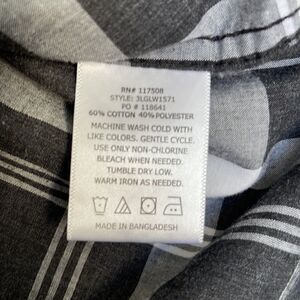 RN# 117508
STYLE: 3LGLW1571
PO # 118641
60% COTTON 40% POLYESTER
MACHINE WASH COLD WITH
LIKE COLORS. GENTLE CYCLE.
USE ONLY NON-CHLORINE
BLEACH WHEN NEEDED.
TUMBLE DRY LOW.
WARM IRON AS NEEDED.
MADE IN BANGLADESH